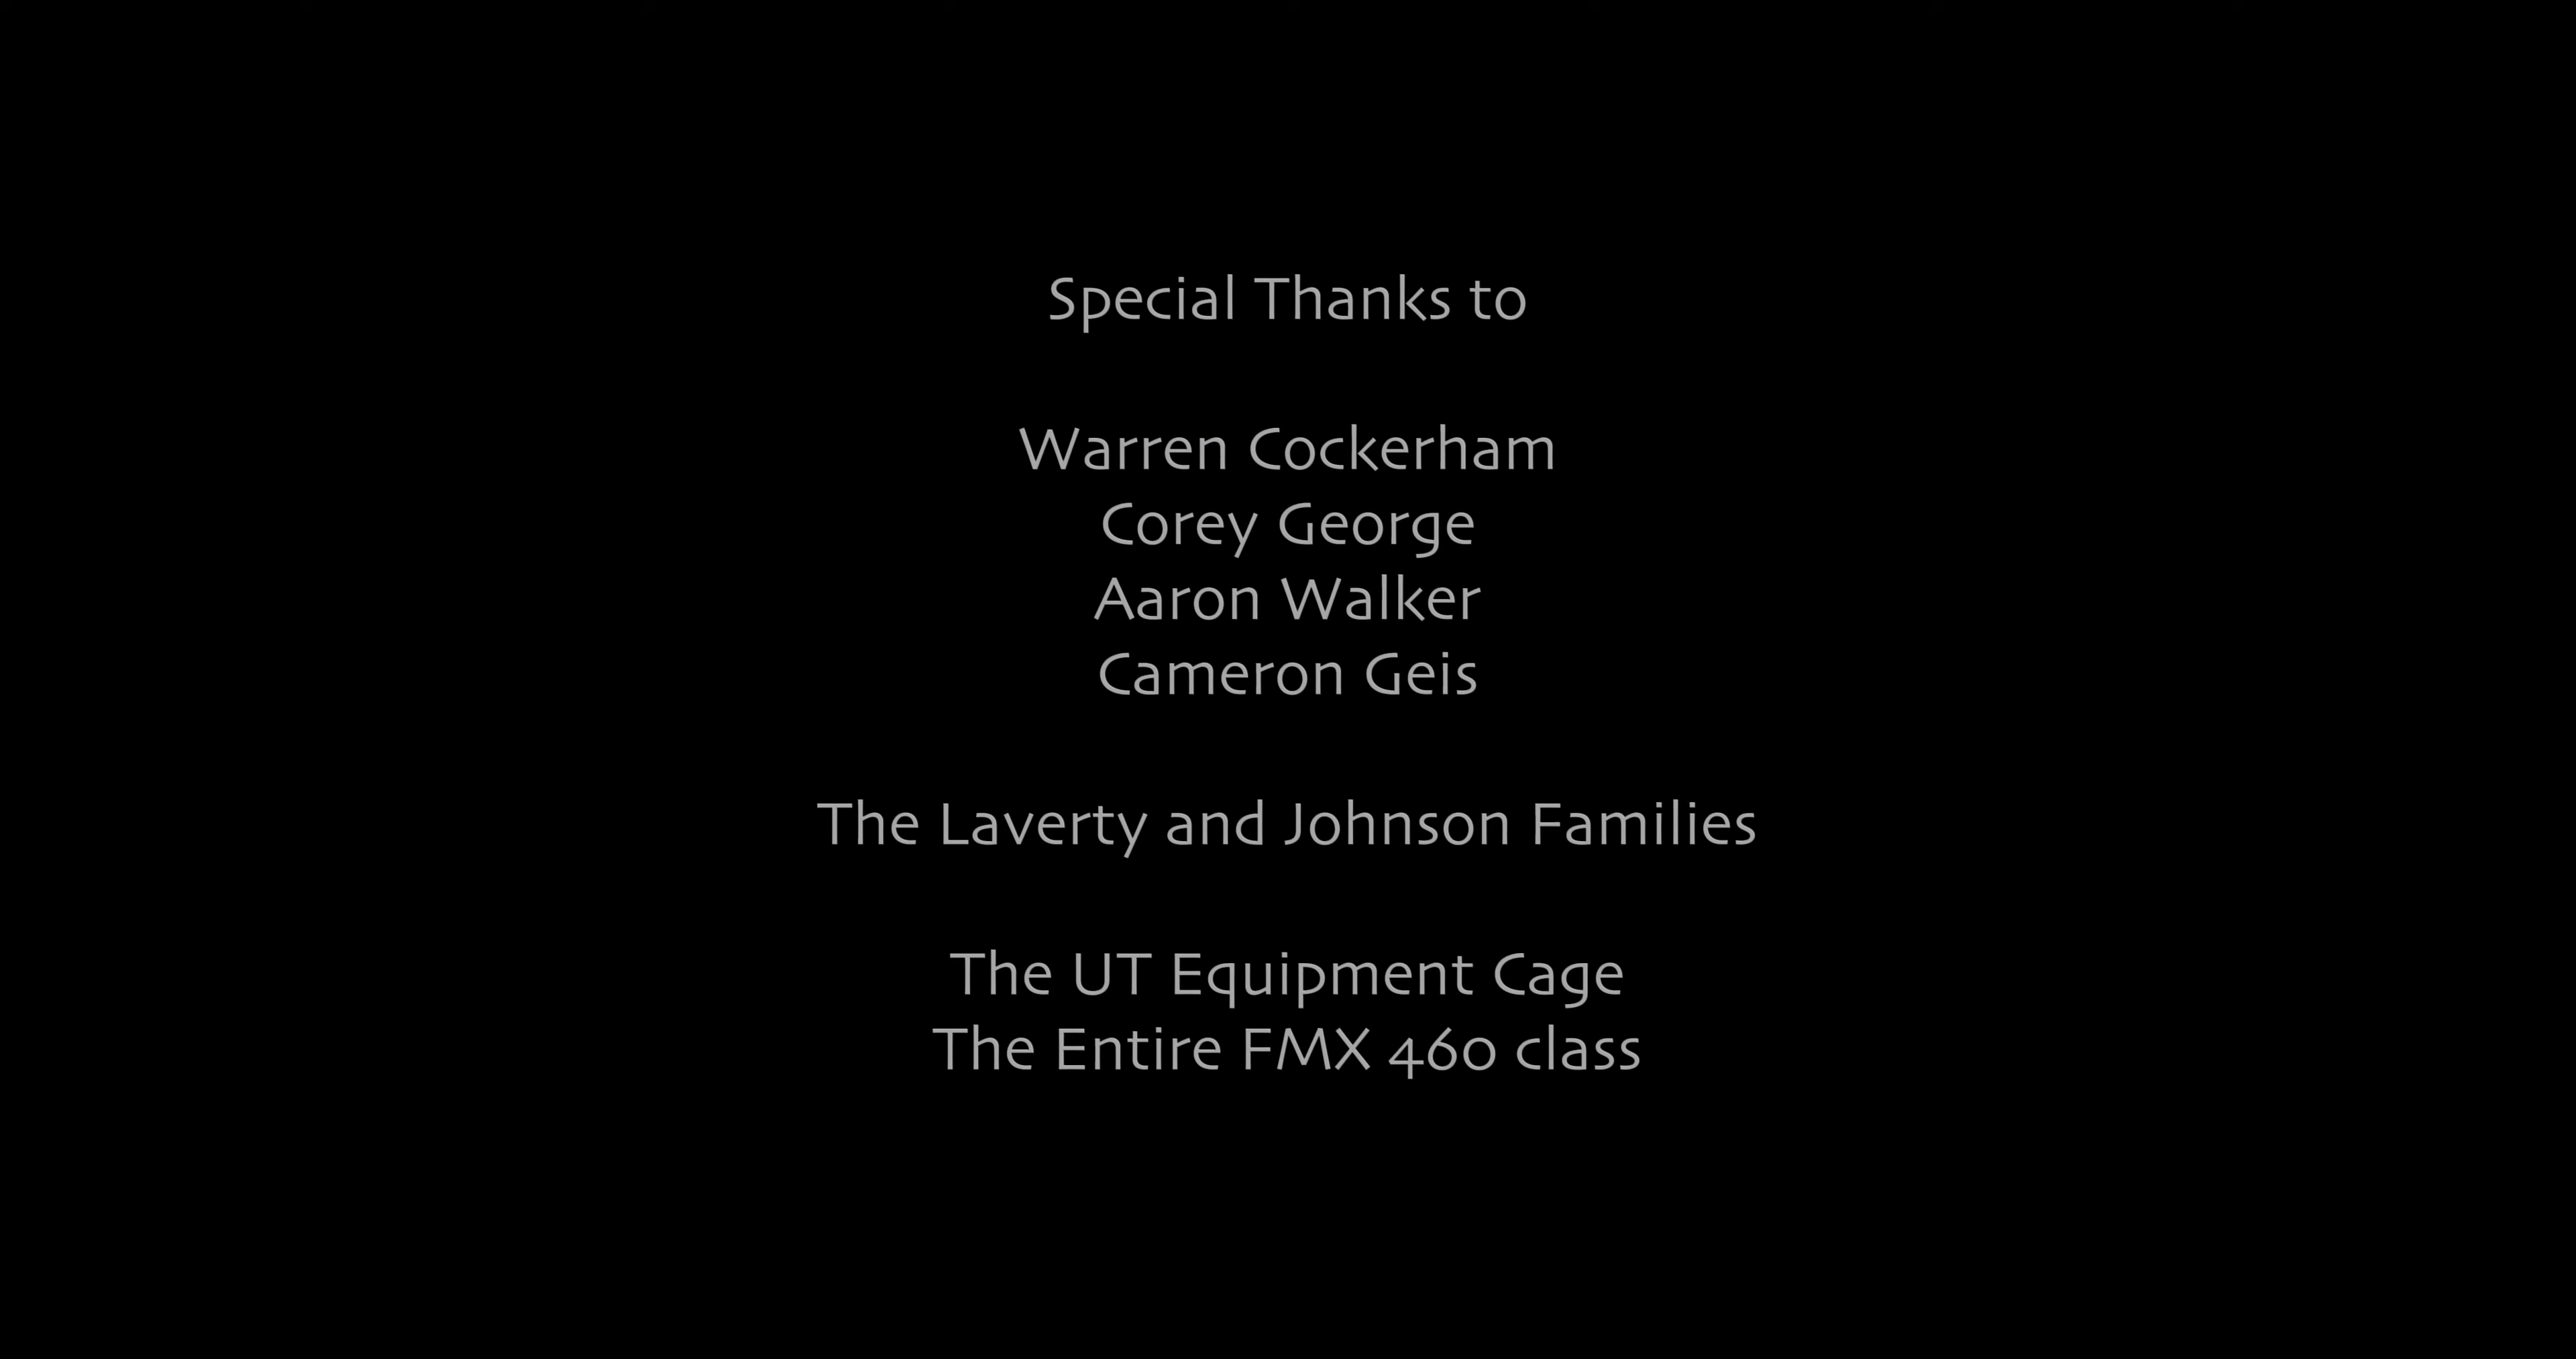 Special Thanks to
Warren Cockerham
Corey George
Aaron Walker
Cameron Geis
The Laverty and Johnson Families
The UT Equipment Cage
The Entire FMX 460 class